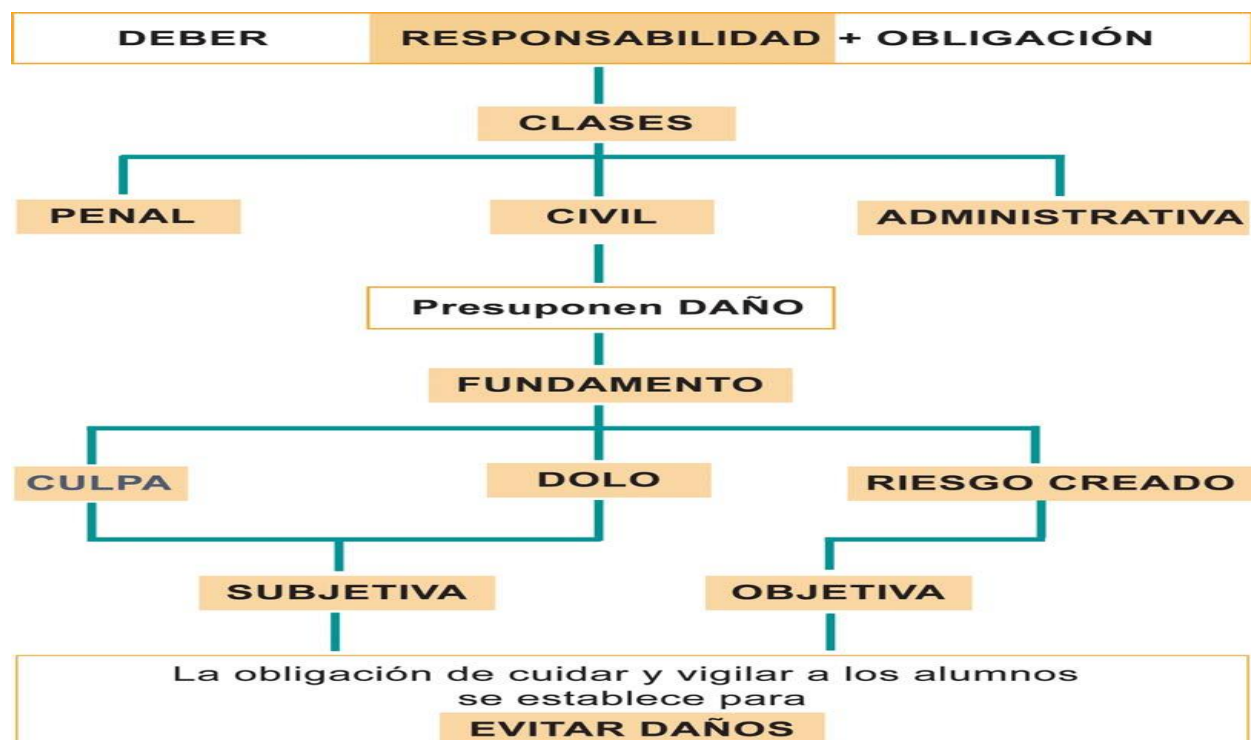 DEBER RESPONSABILIDAD + OBLIGACIÓN
CLASES
PENAL CIVIL ADMINISTRATIVA
Presuponen DAÑO
FUNDAMENTO
CULPA DOLO RIESGO CREADO
SUBJETIVA OBJETIVA
La obligación de cuidar y vigilar a los alumnos
se establece para
EVITAR DAÑOS